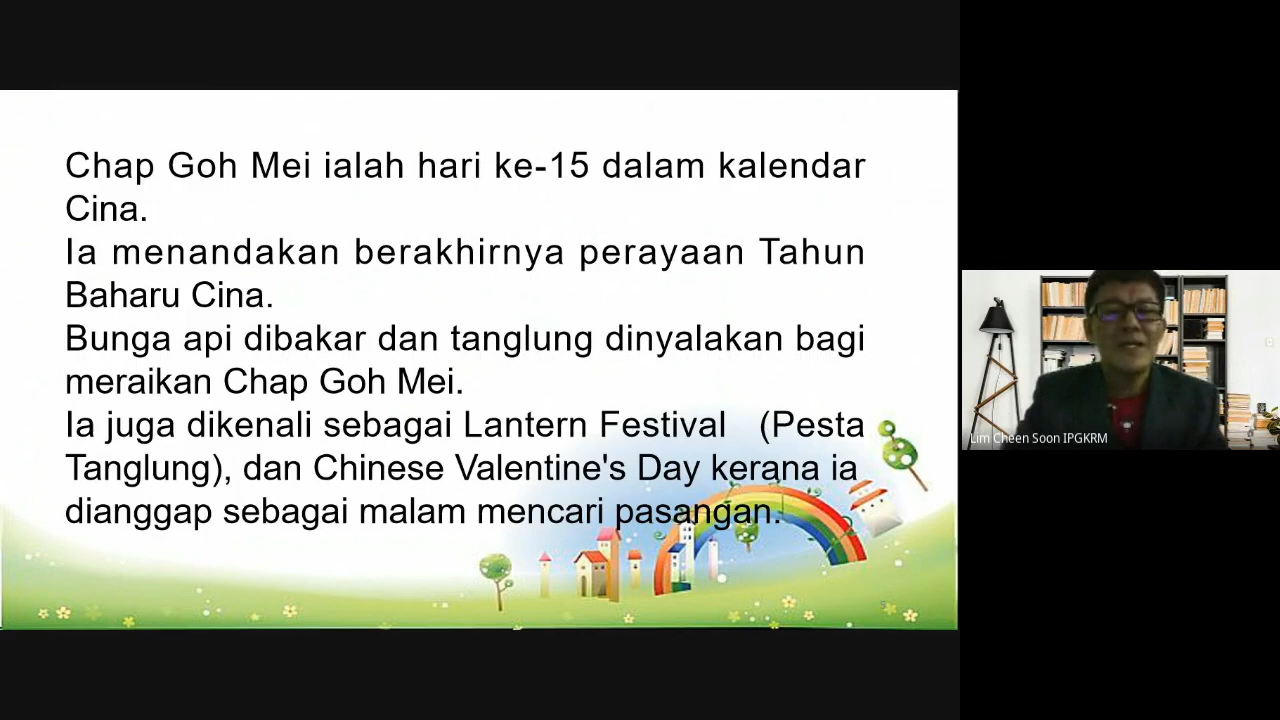 Chap Goh Mei ialah hari ke-15 dalam kalendar
Cina.
Ia menandakan berakhirnya perayaan Tahun
Baharu Cina.
Bunga api dibakar dan tanglung dinyalakan bagi
meraikan Chap Goh Mei.
Ia juga dikenali sebagai Lantern Festival (Pesta
Tanglung), dan Chinese Valentine's Day kerana ia
dianggap sebagai malam mencari pasangan.
Lim Cheen Soon IPGKRM